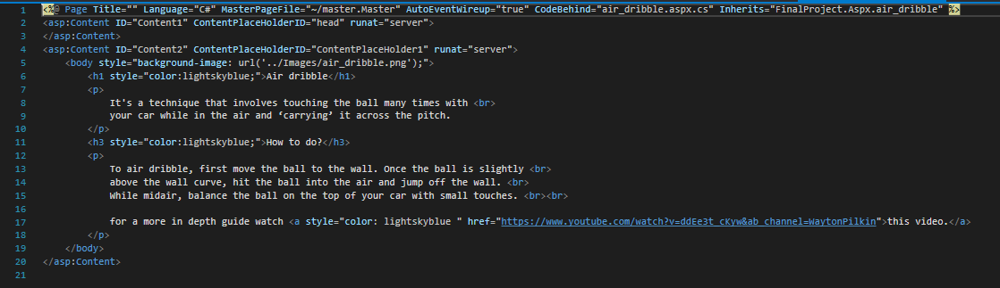 1 <%@ Page Title="" Language="C#" MasterPageFile="~/master.Master" AutoEventWireup="true" CodeBehind="air_dribble.aspx.cs" Inherits="FinalProject.Aspx.air_dribble" %>
2 <asp:Content ID="Content1" ContentPlaceHolderID="head" runat="server">
3 </asp:Content>
4 <asp:Content ID="Content2" ContentPlaceHolderID="ContentPlaceHolder1" runat="server">
5 <body style="background-image: url('../Images/air_dribble.png');">
6 <h1 style="color:lightskyblue;">Air dribble</h1>
7 <p>
8 It's a technique that involves touching the ball many times with <br>
9 your car while in the air and ‘carrying’ it across the pitch.
10 </p>
11 <h3 style="color:lightskyblue;">How to do?</h3>
12 <p>
13 To air dribble, first move the ball to the wall. Once the ball is slightly <br>
14 above the wall curve, hit the ball into the air and jump off the wall. <br>
15 While midair, balance the ball on the top of your car with small touches. <br><br>
16
17 for a more in depth guide watch <a style="color: lightskyblue " href="https://www.youtube.com/watch?v=ddEe3t_cKyw&ab_channel=WaytonPilkin">this video.</a>
18 </p>
19 </body>
20 </asp:Content>
21